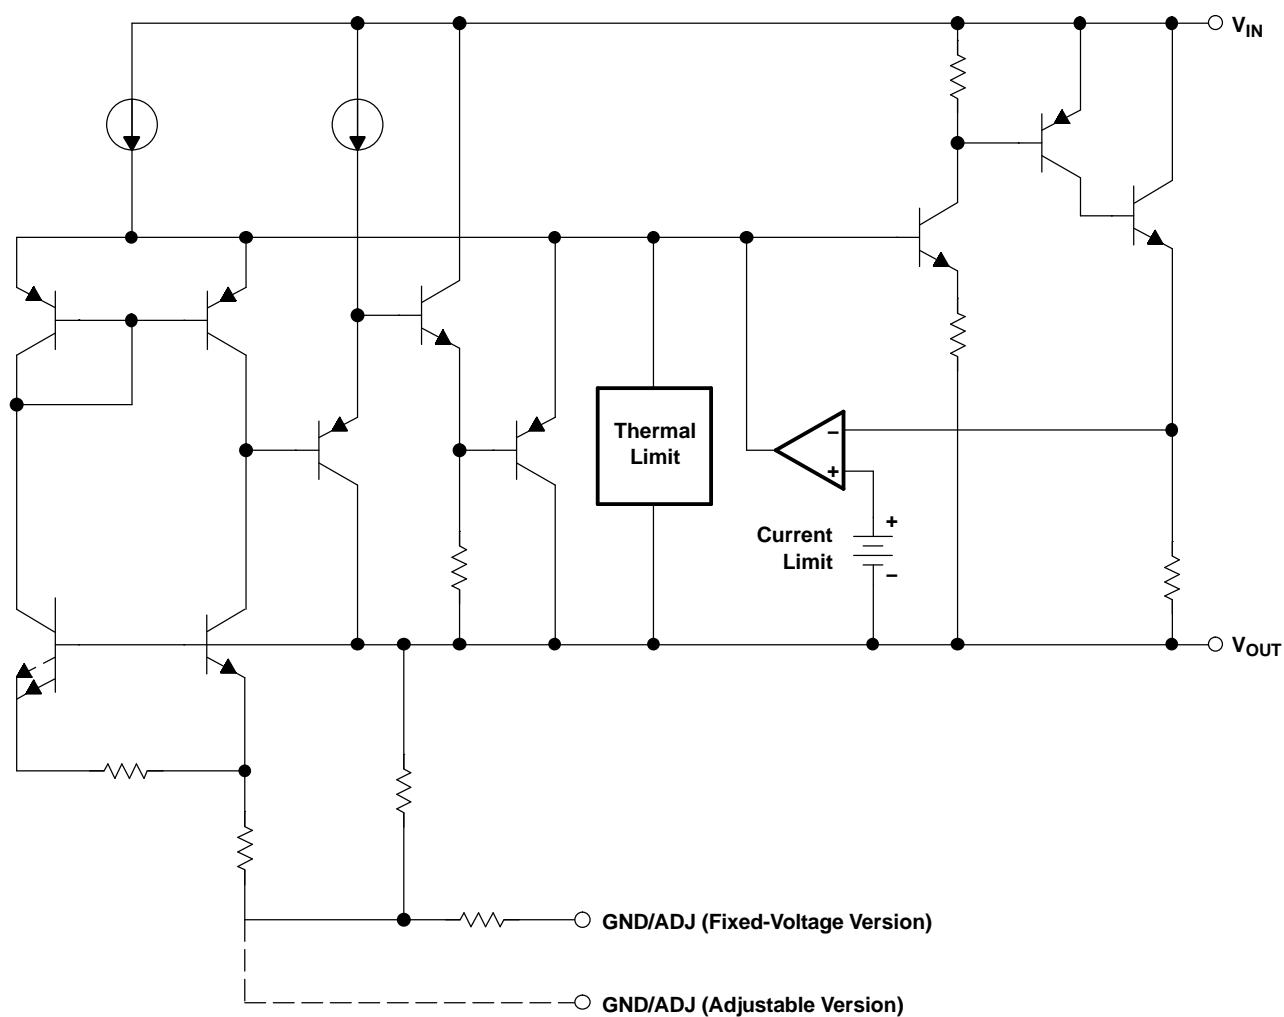 VIN
Thermal
Limit
−
+
+
Current
Limit
−
VOUT
GND/ADJ (Fixed-Voltage Version)
GND/ADJ (Adjustable Version)